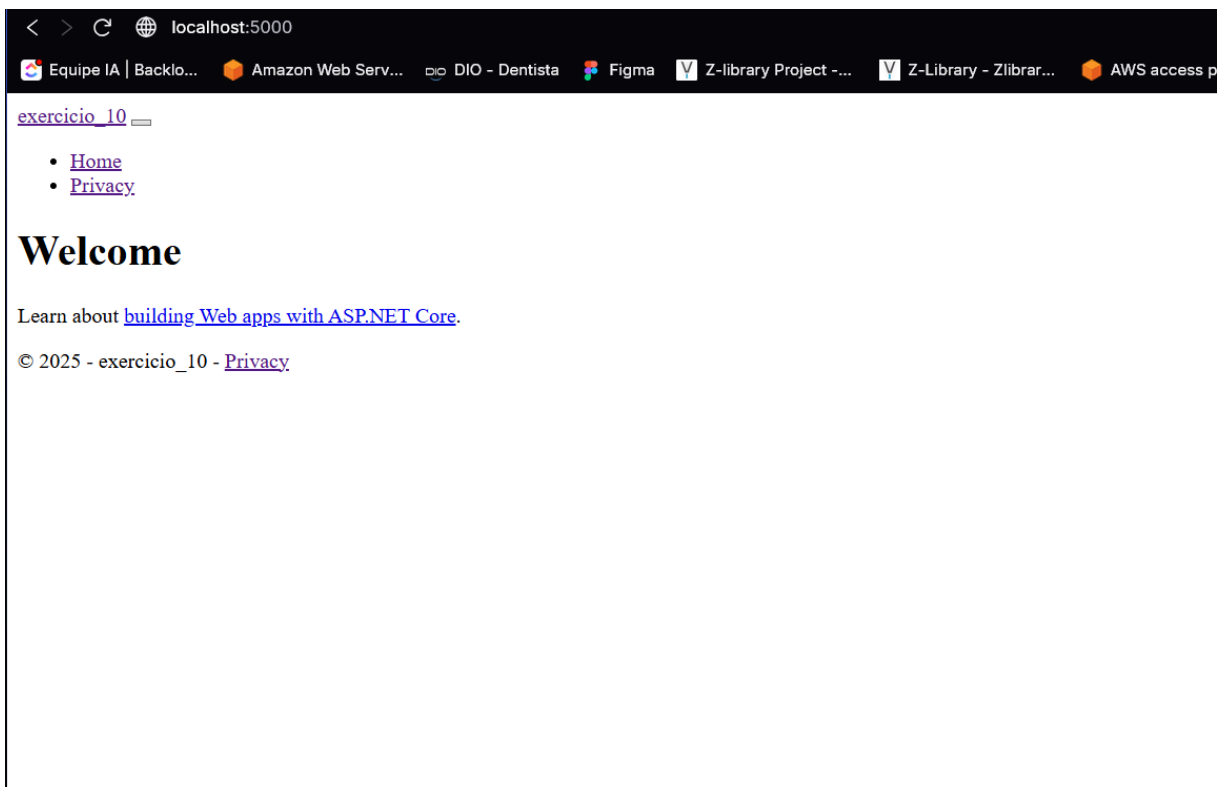 localhost:5000
Equipe IA | Backlo... Amazon Web Serv... DIO DIO - Dentista Figma Z-library Project -... Z-Library - Zlibrar... AWS access p
exercicio_10
Home
Privacy
Welcome
Learn about building Web apps with ASP.NET Core.
© 2025 - exercicio_10 - Privacy